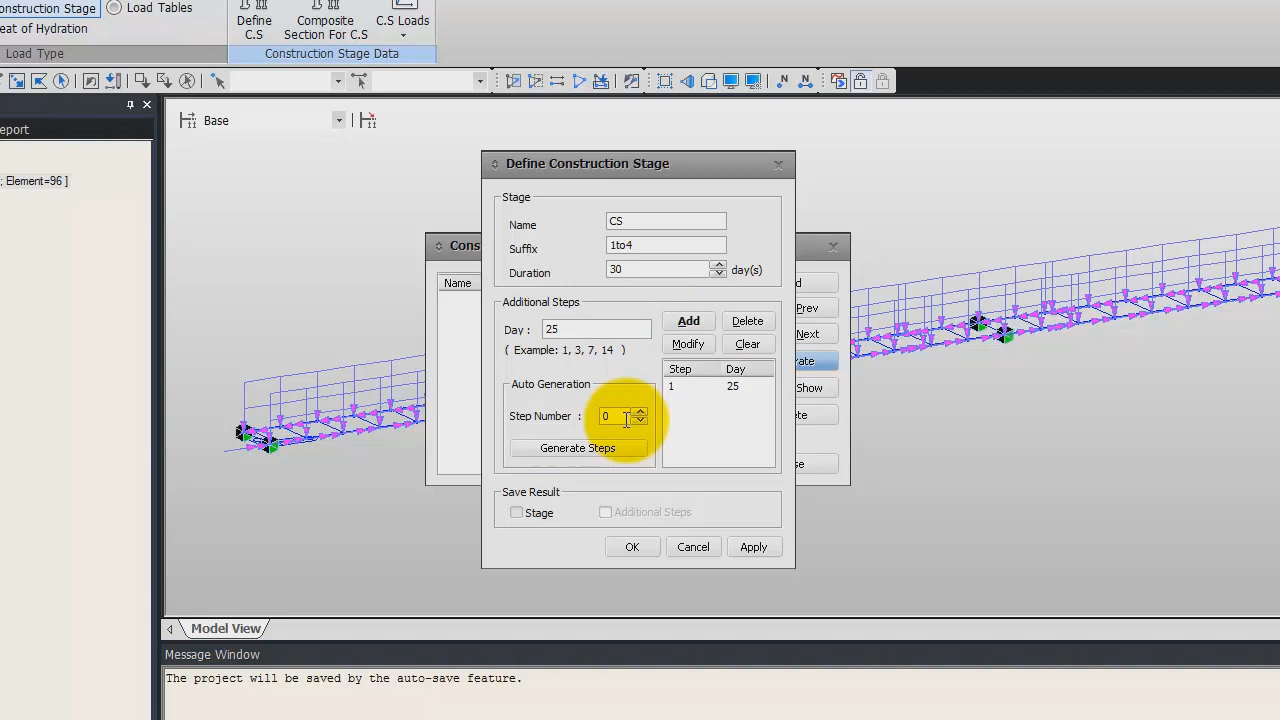 onstruction Stage
Load Tables
eat of Hydration
Load Type
Define
C.S
Composite
Section For C.S
C.S Loads
Construction Stage Data
Base
eport
; Element=96 ]
Cons
Name
d
Prev
Next
ate
Show
te
se
Define Construction Stage
Stage
Name
CS
Suffix
1to4
Duration
30
day(s)
Additional Steps
Day :
25
( Example: 1, 3, 7, 14 )
Add
Delete
Modify
Clear
Step Day
1 25
Auto Generation
Step Number :
0
Generate Steps
Save Result
Stage
Additional Steps
OK
Cancel
Apply
N
N
Model View
Message Window
The project will be saved by the auto-save feature.